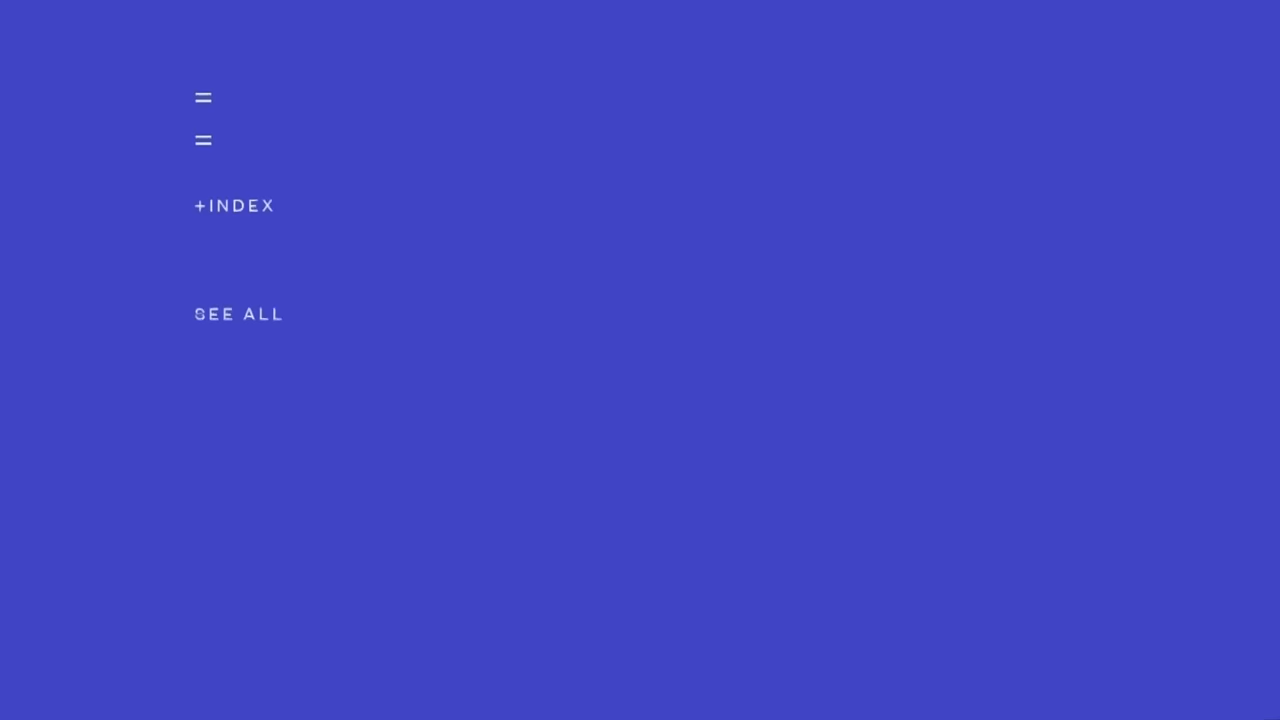 =
=
+INDEX
SEE ALL